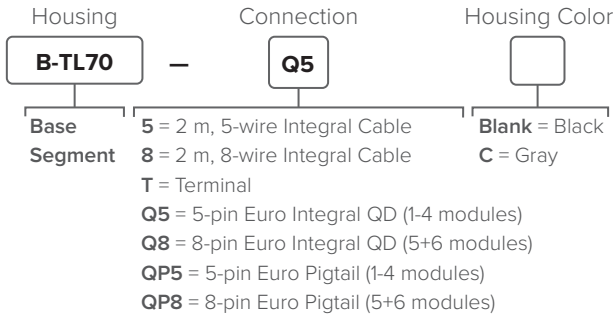 Housing Connection Housing Color
B-TL70 – Q5
Base Segment
5 = 2 m, 5-wire Integral Cable
8 = 2 m, 8-wire Integral Cable
T = Terminal
Q5 = 5-pin Euro Integral QD (1-4 modules)
Q8 = 8-pin Euro Integral QD (5+6 modules)
QP5 = 5-pin Euro Pigtail (1-4 modules)
QP8 = 8-pin Euro Pigtail (5+6 modules)
Blank = Black
C = Gray